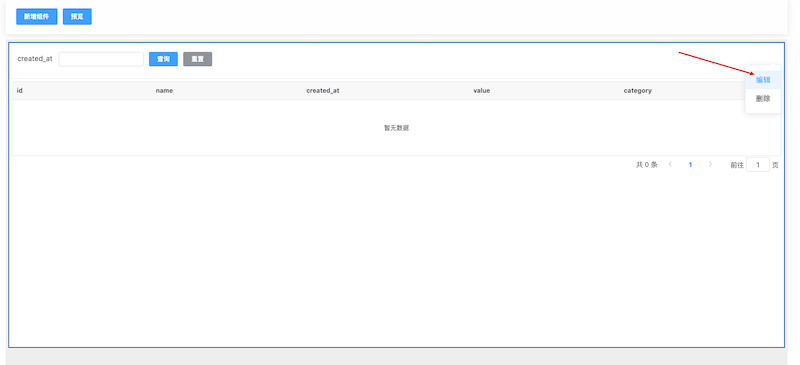 新增组件 预览
created_at 查询 重置
编辑
删除
id name created_at value category
暂无数据
共 0 条 1 前往 1 页